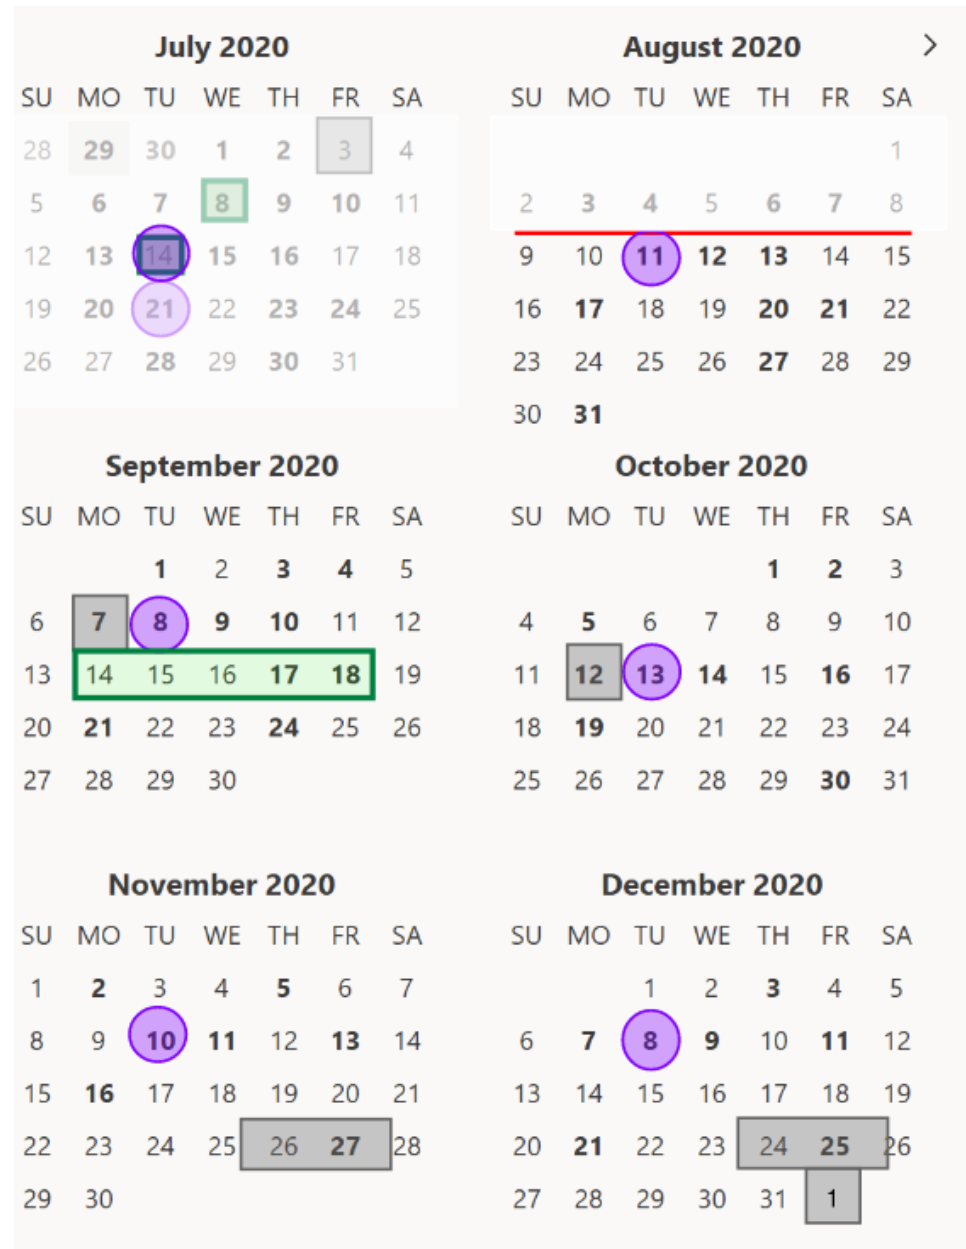 July 2020
SU MO TU WE TH FR SA
28 29 30 1 2 3 4
5 6 7 8 9 10 11
12 13 14 15 16 17 18
19 20 21 22 23 24 25
26 27 28 29 30 31
August 2020 >
SU MO TU WE TH FR SA
1
2 3 4 5 6 7 8
9 10 11 12 13 14 15
16 17 18 19 20 21 22
23 24 25 26 27 28 29
30 31
September 2020
SU MO TU WE TH FR SA
1 2 3 4 5
6 7 8 9 10 11 12
13 14 15 16 17 18 19
20 21 22 23 24 25 26
27 28 29 30
October 2020
SU MO TU WE TH FR SA
1 2 3
4 5 6 7 8 9 10
11 12 13 14 15 16 17
18 19 20 21 22 23 24
25 26 27 28 29 30 31
November 2020
SU MO TU WE TH FR SA
1 2 3 4 5 6 7
8 9 10 11 12 13 14
15 16 17 18 19 20 21
22 23 24 25 26 27 28
29 30
December 2020
SU MO TU WE TH FR SA
1 2 3 4 5
6 7 8 9 10 11 12
13 14 15 16 17 18 19
20 21 22 23 24 25 26
27 28 29 30 31 1